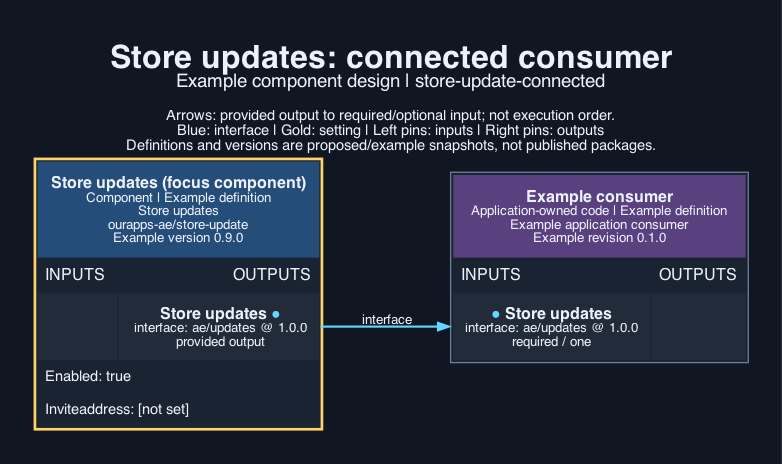 Store updates: connected consumer
Example component design | store-update-connected
Arrows: provided output to required/optional input; not execution order.
Blue: interface | Gold: setting | Left pins: inputs | Right pins: outputs
Definitions and versions are proposed/example snapshots, not published packages.
Store updates (focus component)
Component | Example definition
Store updates
ourapps-ae/store-update
Example version 0.9.0
INPUTS
OUTPUTS
Store updates
interface: ae/updates @ 1.0.0
provided output
Enabled: true
Inviteaddress: [not set]
interface
Example consumer
Application-owned code | Example definition
Example application consumer
Example revision 0.1.0
INPUTS
OUTPUTS
Store updates
interface: ae/updates @ 1.0.0
required / one